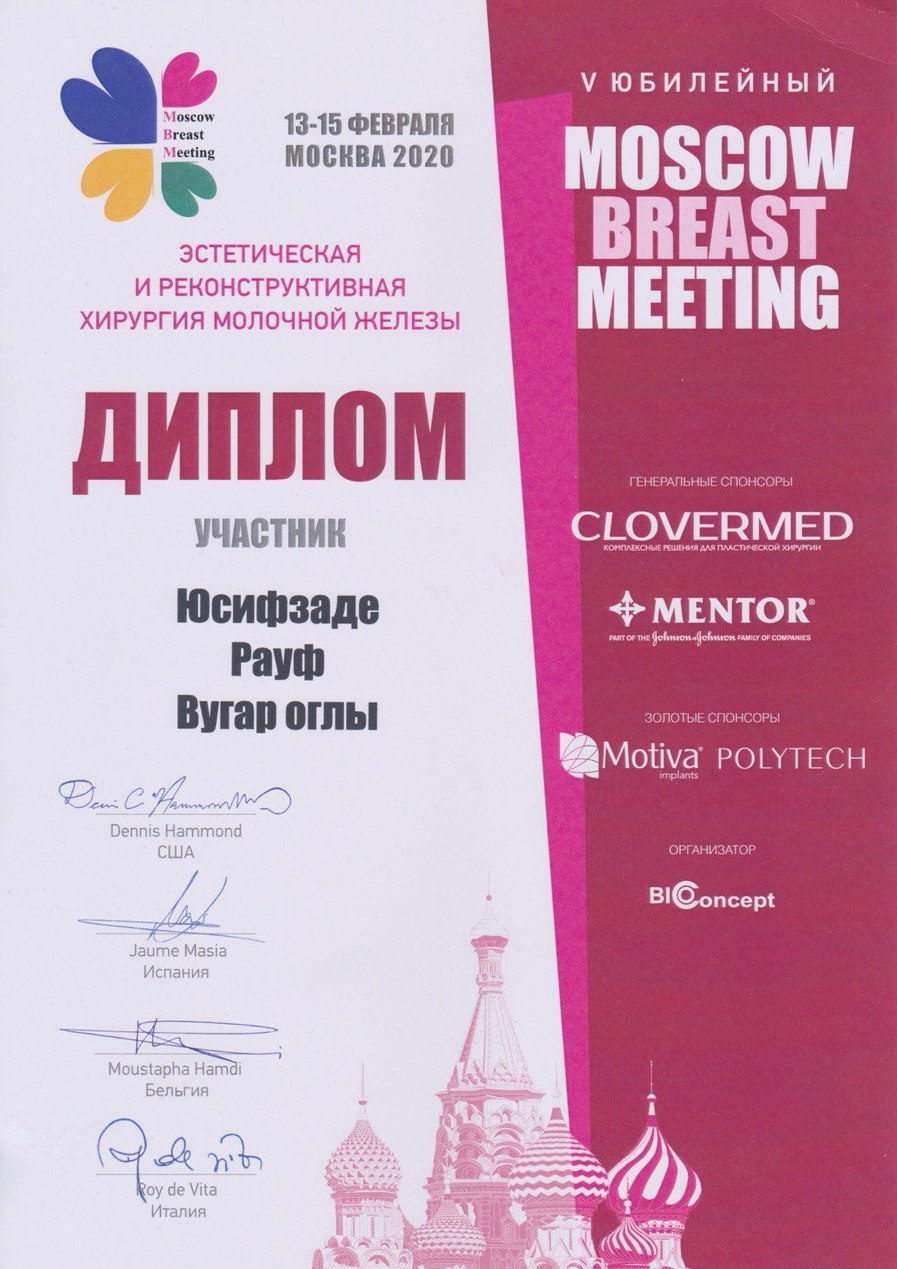 Moscow
Breast
Meeting
13-15 ФЕВРАЛЯ
МОСКВА 2020
ЭСТЕТИЧЕСКАЯ
И РЕКОНСТРУКТИВНАЯ
ХИРУРГИЯ МОЛОЧНОЙ ЖЕЛЕЗЫ
ДИПЛОМ
УЧАСТНИК
Юсифзаде
Рауф
Вугар оглы
Dennis Hammond
США
Jaume Masia
Испания
Moustapha Hamdi
Бельгия
Roy de Vita
Италия
V ЮБИЛЕЙНЫЙ
MOSCOW
BREAST
MEETING
ГЕНЕРАЛЬНЫЕ СПОНСОРЫ
CLOVERMED
КОМПЛЕКСНЫЕ РЕШЕНИЯ ДЛЯ ПЛАСТИЧЕСКОЙ ХИРУРГИИ
MENTOR®
PART OF THE Johnson&Johnson FAMILY OF COMPANIES
ЗОЛОТЫЕ СПОНСОРЫ
Motiva® POLYTECH
implants
ОРГАНИЗАТОР
BIOConcept